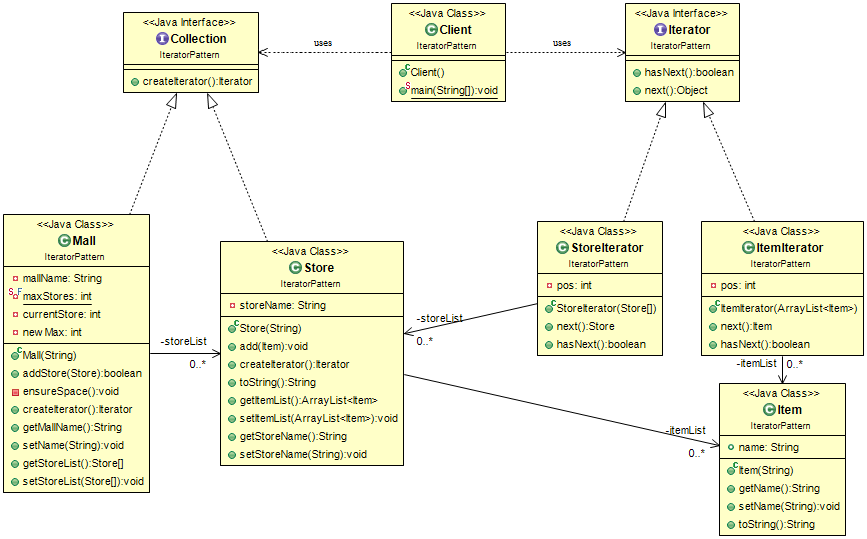 <<Java Interface>>
Collection
IteratorPattern
createIterator():Iterator
uses
<<Java Class>>
Client
IteratorPattern
Client()
main(String[]):void
uses
<<Java Interface>>
Iterator
IteratorPattern
hasNext():boolean
next():Object
<<Java Class>>
Mall
IteratorPattern
mallName: String
maxStores: int
currentStore: int
newMax: int
Mall(String)
addStore(Store):boolean
ensureSpace():void
createIterator():Iterator
getMallName():String
setName(String):void
getStoreList():Store[]
setStoreList(Store[]):void
-storeList
0..*
<<Java Class>>
Store
IteratorPattern
storeName: String
Store(String)
add(Item):void
createIterator():Iterator
toString():String
getItemList():ArrayList<Item>
setItemList(ArrayList<Item>):void
getStoreName():String
setStoreName(String):void
-storeList
0..*
<<Java Class>>
StoreIterator
IteratorPattern
pos: int
StoreIterator(Store[])
next():Store
hasNext():boolean
<<Java Class>>
ItemIterator
IteratorPattern
pos: int
ItemIterator(ArrayList<Item>)
next():Item
hasNext():boolean
-itemList
0..*
-itemList
0..*
<<Java Class>>
Item
IteratorPattern
name: String
Item(String)
getName():String
setName(String):void
toString():String